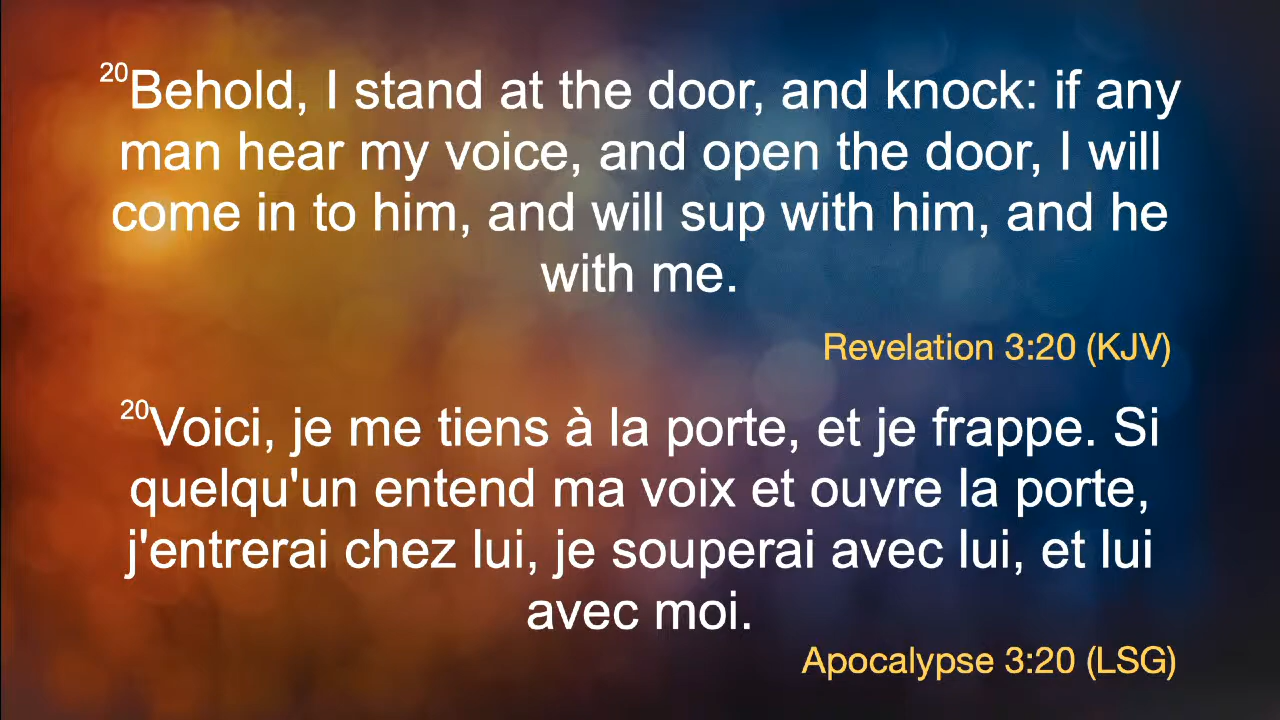 20Behold, I stand at the door, and knock: if any
man hear my voice, and open the door, I will
come in to him, and will sup with him, and he
with me.
Revelation 3:20 (KJV)
20Voici, je me tiens à la porte, et je frappe. Si
quelqu'un entend ma voix et ouvre la porte,
j'entrerai chez lui, je souperai avec lui, et lui
avec moi.
Apocalypse 3:20 (LSG)